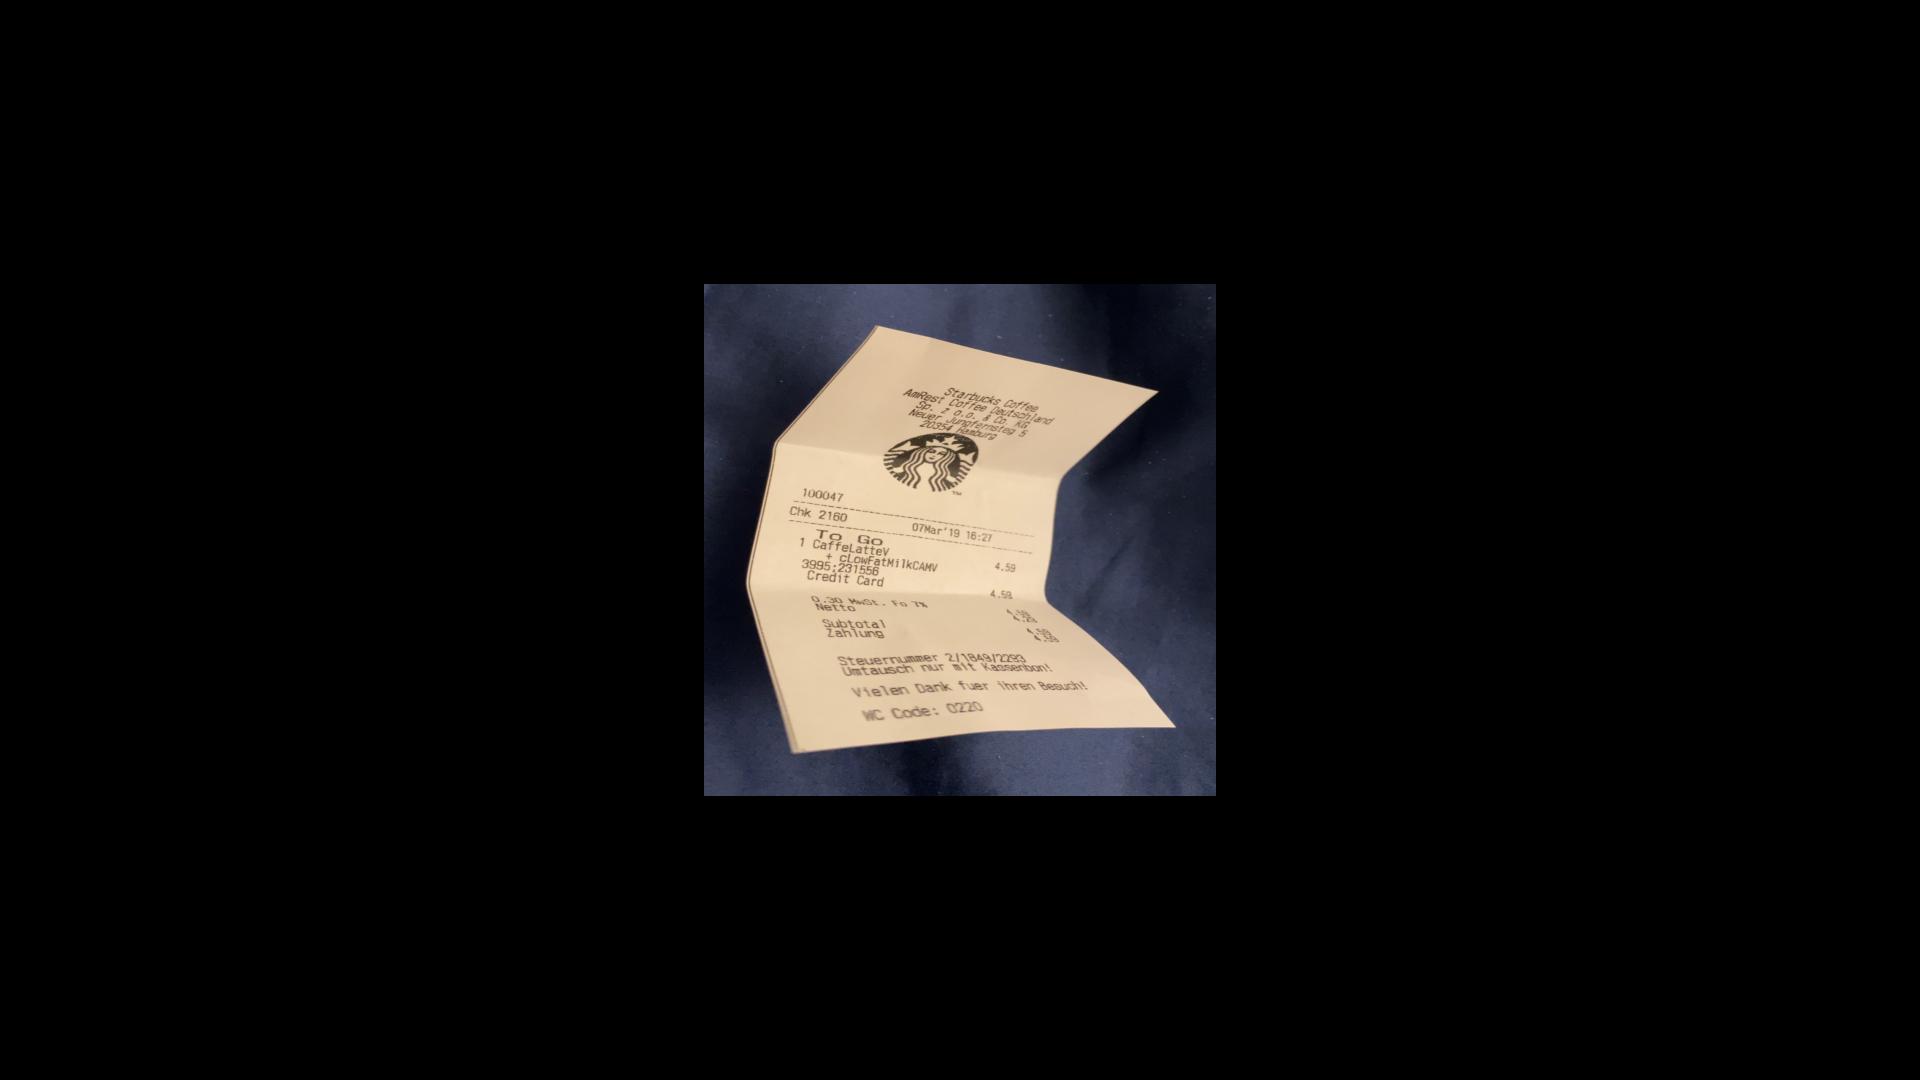 Starbucks Coffee
AmRest Coffee Deutschland
Sp. z o.o. & Co. KG
Neuer Jungfernsteg 5
20354 Hamburg
TM
100047
Chk 2160 07Mar'19 16:27
To Go
1 CaffeLatteV 4.59
+ cLowFatMilkCAMV
3995:231556
Credit Card 4.59
0.30 MwSt. Fo 7% 4.59
Netto 4.29
Subtotal 4.59
Zahlung 4.59
Steuernummer 2/1849/2293
Umtausch nur mit Kassenbon!
Vielen Dank fuer ihren Besuch!
WC Code: 0220